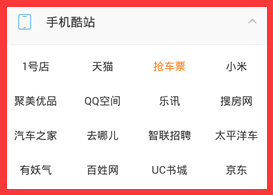 手机酷站
1号店 天猫 抢车票 小米
聚美优品 QQ空间 乐讯 搜房网
汽车之家 去哪儿 智联招聘 太平洋车
有妖气 百姓网 UC书城 京东